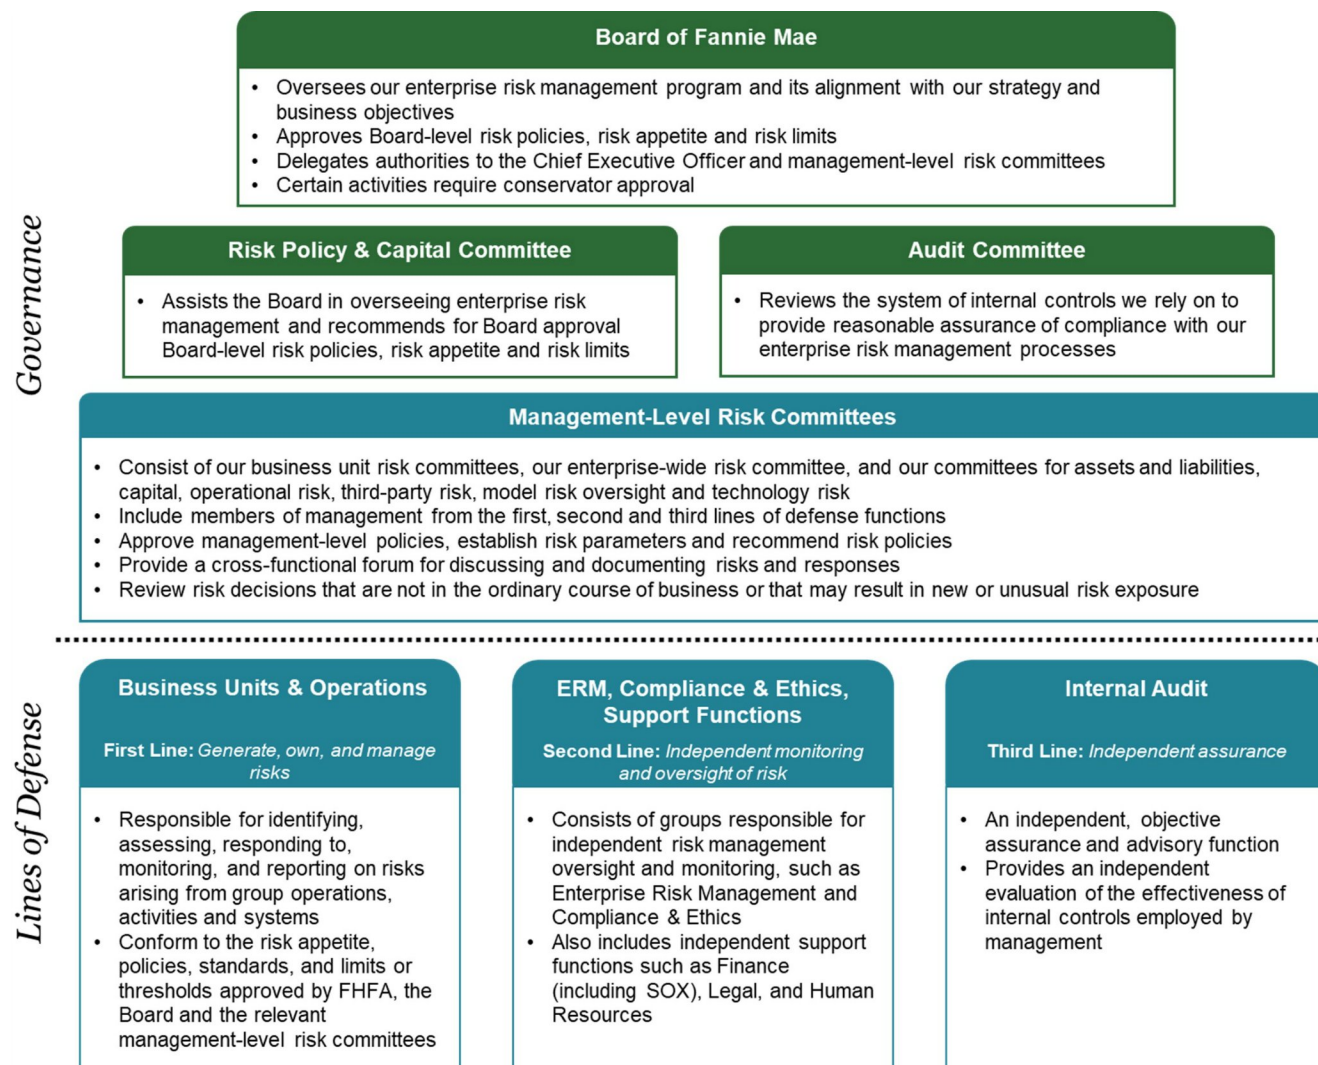 Board of Fannie Mae
• Oversees our enterprise risk management program and its alignment with our strategy and
business objectives
• Approves Board-level risk policies, risk appetite and risk limits
• Delegates authorities to the Chief Executive Officer and management-level risk committees
• Certain activities require conservator approval
Governance
Risk Policy & Capital Committee
• Assists the Board in overseeing enterprise risk
management and recommends for Board approval
Board-level risk policies, risk appetite and risk limits
Audit Committee
• Reviews the system of internal controls we rely on to
provide reasonable assurance of compliance with our
enterprise risk management processes
Management-Level Risk Committees
• Consist of our business unit risk committees, our enterprise-wide risk committee, and our committees for assets and liabilities,
capital, operational risk, third-party risk, model risk oversight and technology risk
• Include members of management from the first, second and third lines of defense functions
• Approve management-level policies, establish risk parameters and recommend risk policies
• Provide a cross-functional forum for discussing and documenting risks and responses
• Review risk decisions that are not in the ordinary course of business or that may result in new or unusual risk exposure
Lines of Defense
Business Units & Operations
First Line: Generate, own, and manage
risks
• Responsible for identifying,
assessing, responding to,
monitoring, and reporting on risks
arising from group operations,
activities and systems
• Conform to the risk appetite,
policies, standards, and limits or
thresholds approved by FHFA, the
Board and the relevant
management-level risk committees
ERM, Compliance & Ethics,
Support Functions
Second Line: Independent monitoring
and oversight of risk
• Consists of groups responsible for
independent risk management
oversight and monitoring, such as
Enterprise Risk Management and
Compliance & Ethics
• Also includes independent support
functions such as Finance
(including SOX), Legal, and Human
Resources
Internal Audit
Third Line: Independent assurance
• An independent, objective
assurance and advisory function
• Provides an independent
evaluation of the effectiveness of
internal controls employed by
management